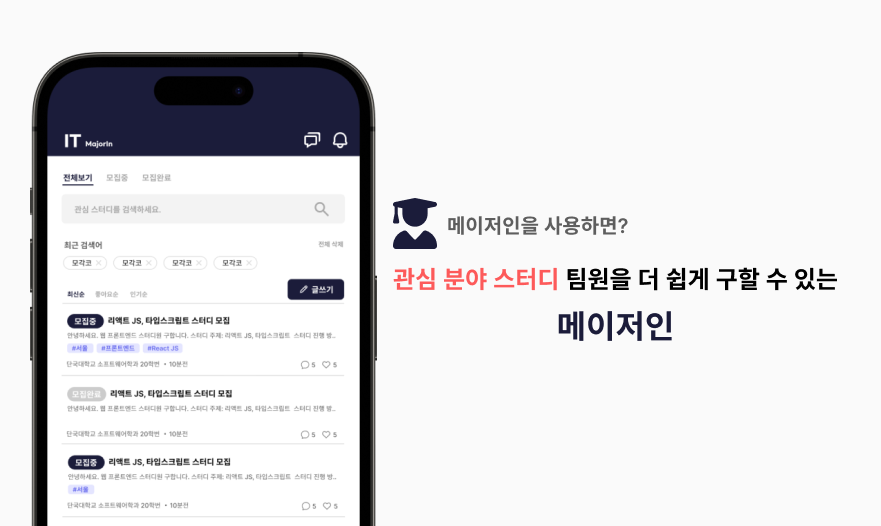 IT MajorIn
전체보기 모집중 모집완료
관심 스터디를 검색하세요.
최근 검색어 전체 삭제
모각코 모각코 모각코 모각코
최신순 좋아요순 인기순 글쓰기
모집중 리액트 JS, 타입스크립트 스터디 모집
안녕하세요. 웹 프론트엔드 스터디원 구합니다. 스터디 주제: 리액트 JS, 타입스크립트 스터디 진행 방..
#서울 #프론트엔드 #React JS
단국대학교 소프트웨어학과 20학번 • 10분전 5 5
모집완료 리액트 JS, 타입스크립트 스터디 모집
안녕하세요. 웹 프론트엔드 스터디원 구합니다. 스터디 주제: 리액트 JS, 타입스크립트 스터디 진행 방..
단국대학교 소프트웨어학과 20학번 • 10분전 5 5
모집중 리액트 JS, 타입스크립트 스터디 모집
안녕하세요. 웹 프론트엔드 스터디원 구합니다. 스터디 주제: 리액트 JS, 타입스크립트 스터디 진행 방..
#서울
단국대학교 소프트웨어학과 20학번 • 10분전 5 5
메이저인을 사용하면?
관심 분야 스터디 팀원을 더 쉽게 구할 수 있는
메이저인